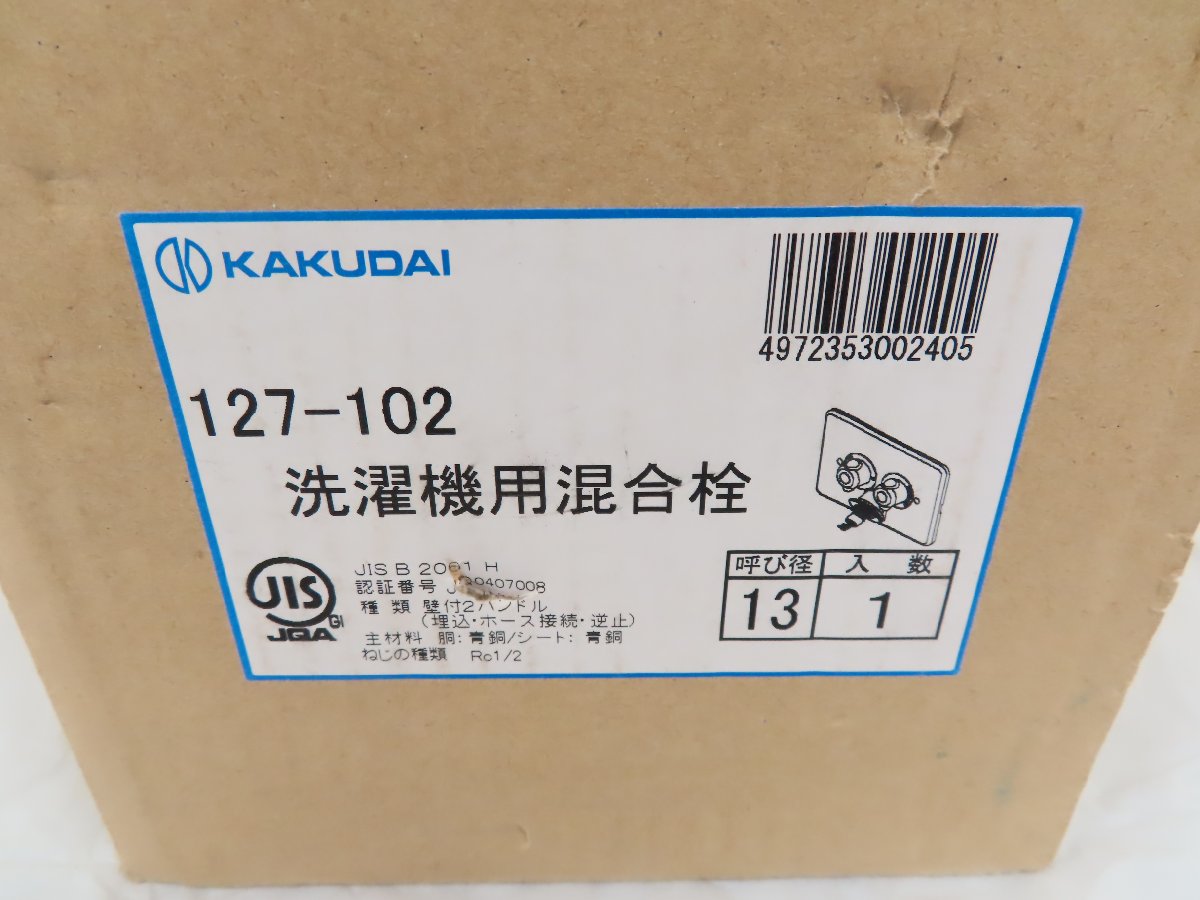 KAKUDAI
4972353002405
127-102
洗濯機用混合栓
JIS
GI
JQA
JIS B 2061 H
認証番号 JQ0407008
種類 壁付2ハンドル
(埋込・ホース接続・逆止)
主材料 胴:青銅/シート:青銅
ねじの種類 Rc1/2
呼び径 入数
13 1